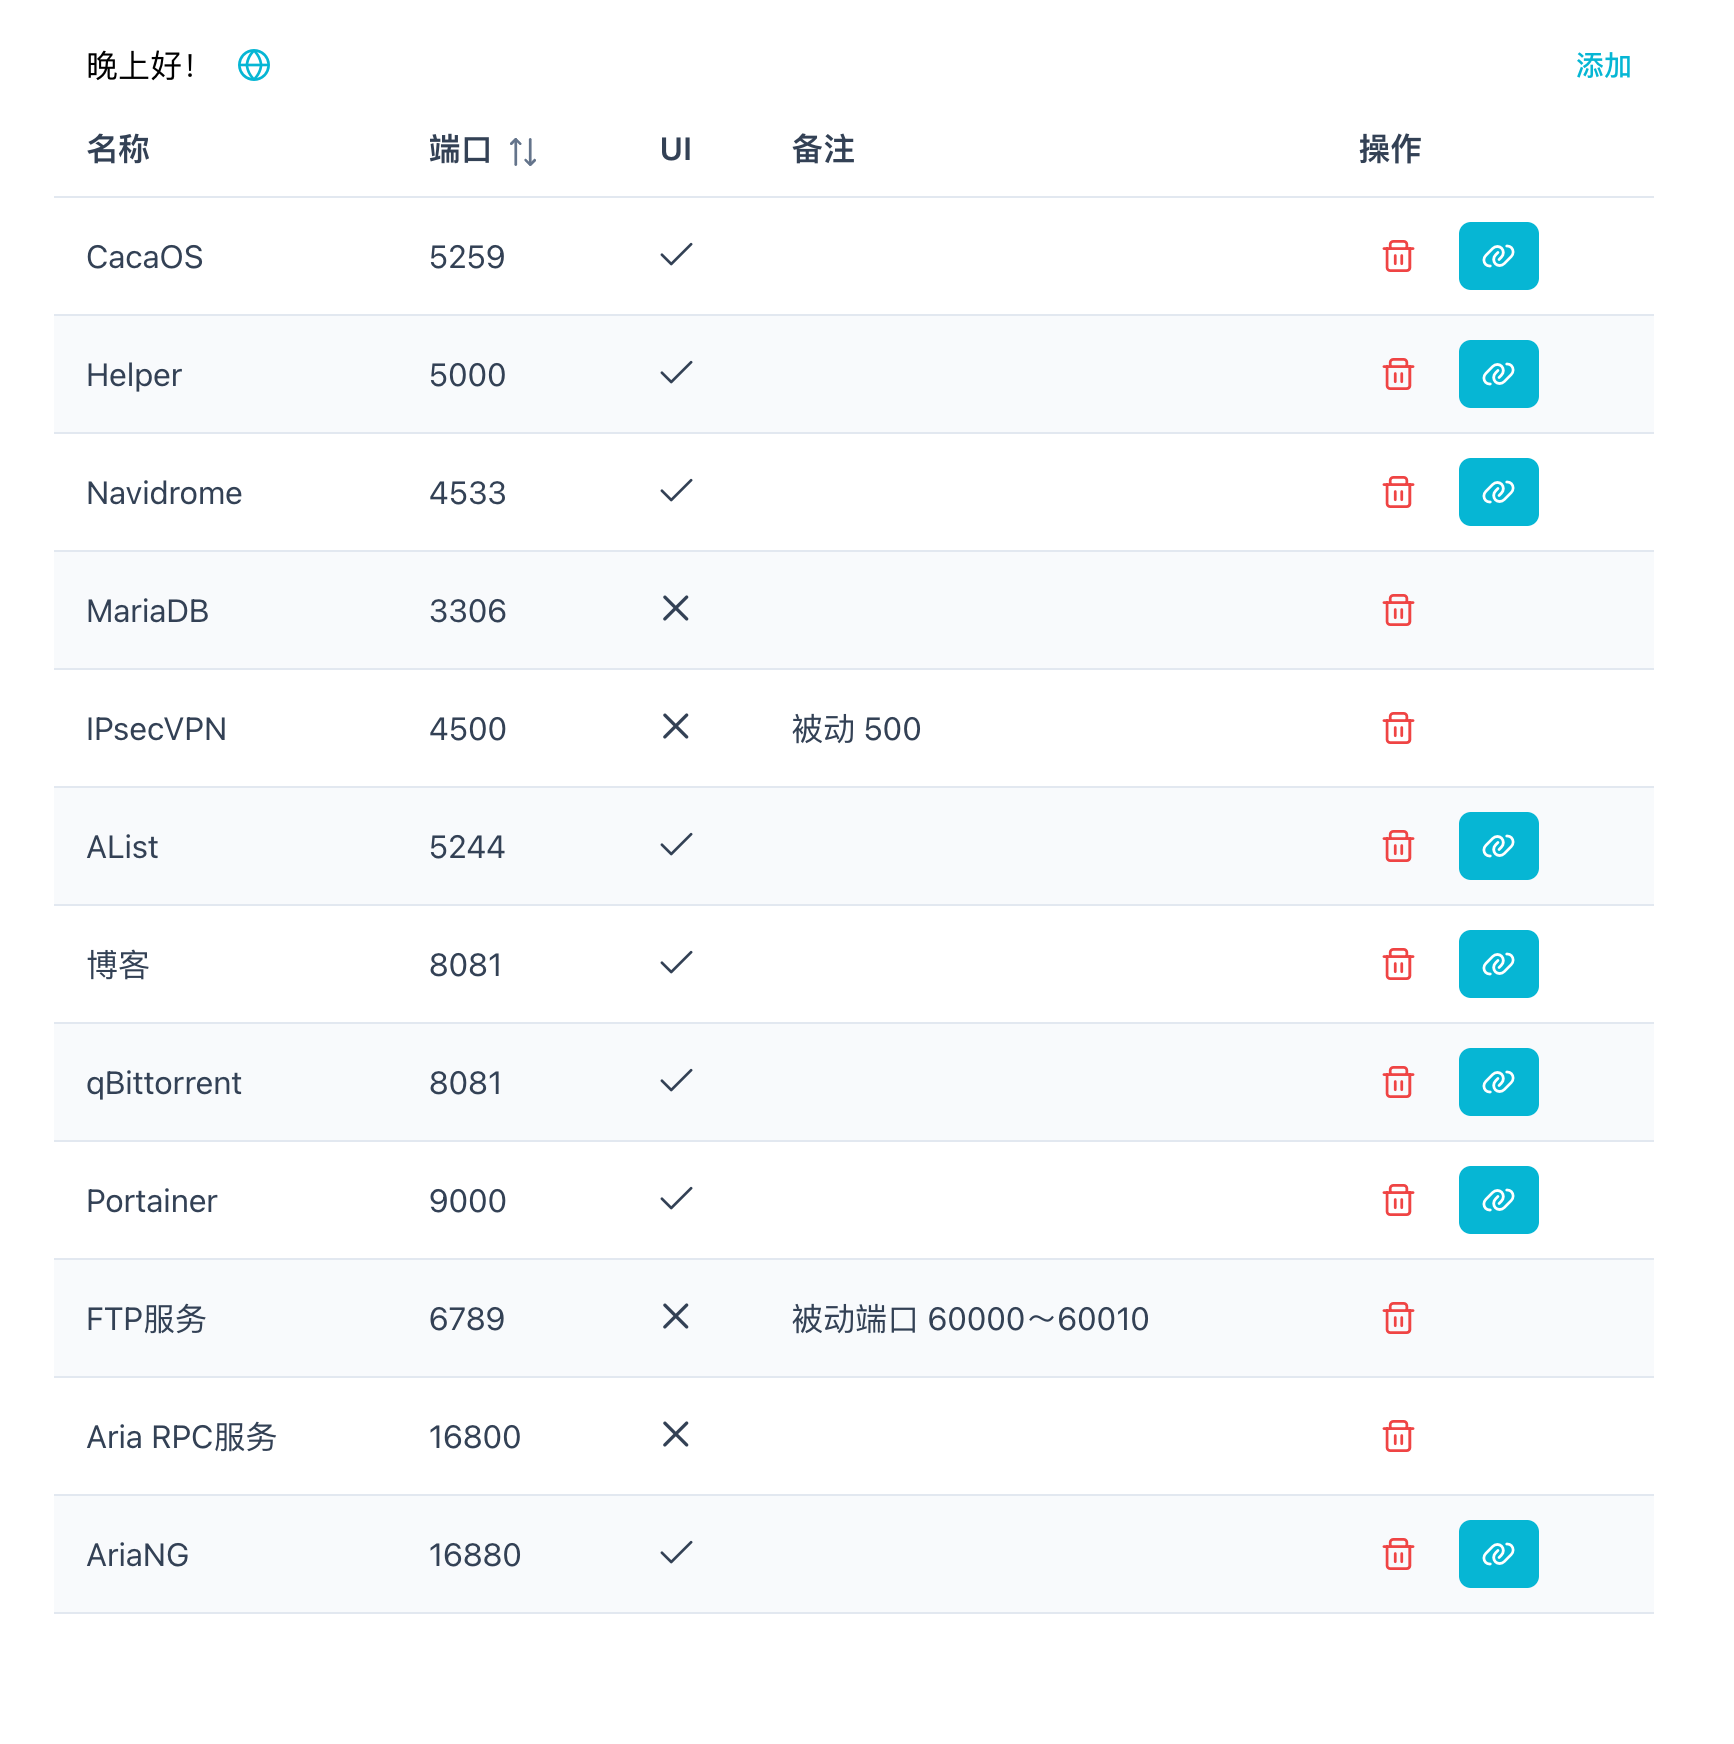 晚上好！ 添加
名称 端口 UI 备注 操作
CacaOS 5259
Helper 5000
Navidrome 4533
MariaDB 3306
IPsecVPN 4500 被动 500
AList 5244
博客 8081
qBittorrent 8081
Portainer 9000
FTP服务 6789 被动端口 60000～60010
Aria RPC服务 16800
AriaNG 16880